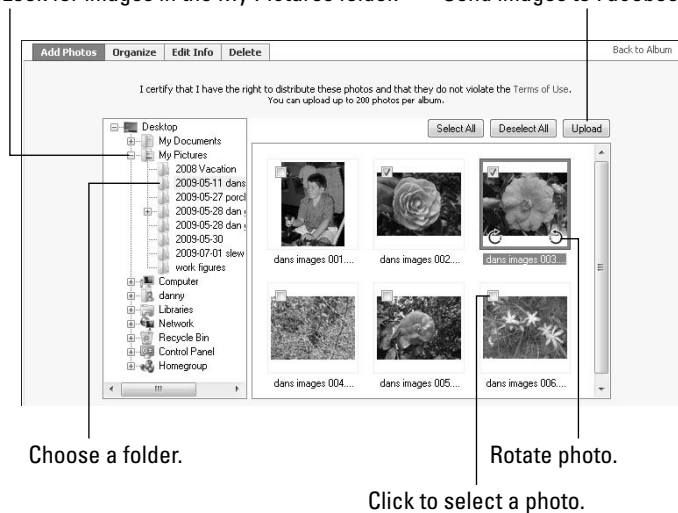 Look for images in the My Pictures folder. Send images to Facebook
Add Photos Organize Edit Info Delete Back to Album
I certify that I have the right to distribute these photos and that they do not violate the Terms of Use.
You can upload up to 200 photos per album.
Select All Deselect All Upload
Desktop
My Documents
My Pictures
2008 Vacation
2009-05-11 dans
2009-05-27 porcl
2009-05-28 dan
2009-05-28 dan
2009-05-30
2009-07-01 slew
work figures
Computer
danny
Libraries
Network
Recycle Bin
Control Panel
Homegroup
dans images 001.... dans images 002.... dans images 003....
dans images 004.... dans images 005.... dans images 006....
Choose a folder. Rotate photo.
Click to select a photo.